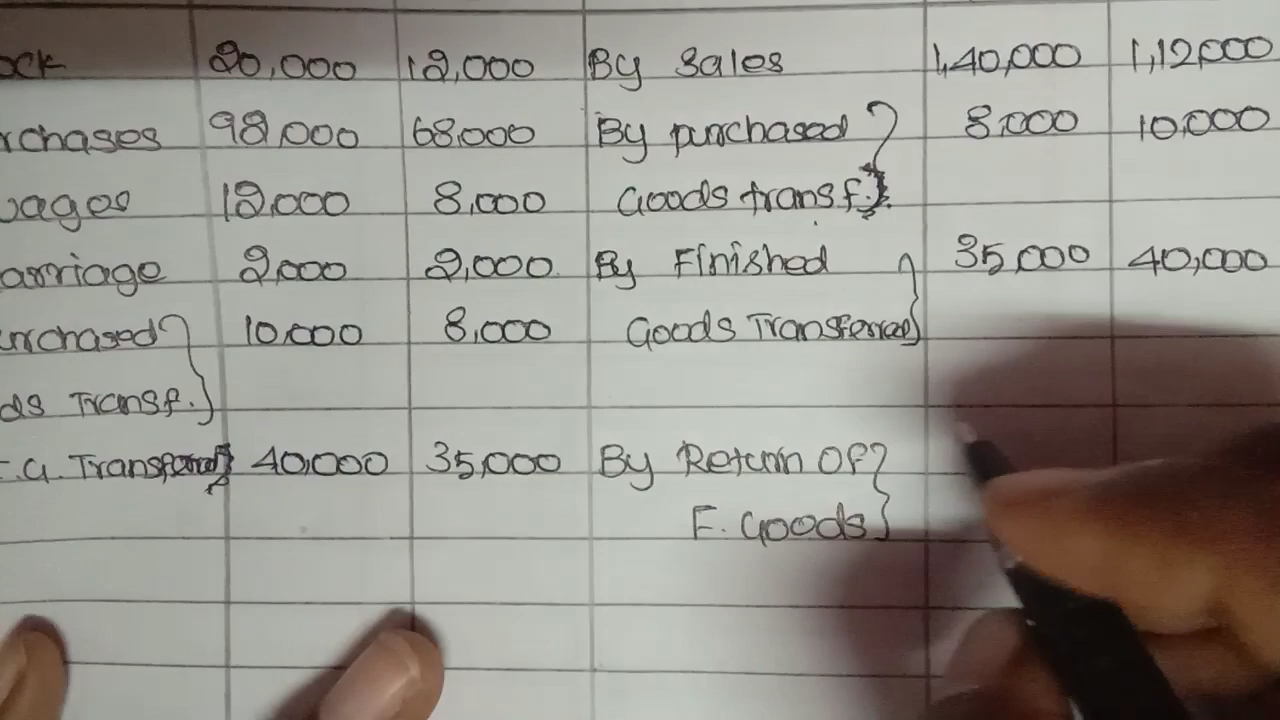 ock 20,000 12,000 By Sales 1,40,000 1,12,000
rchases 98,000 68,000 By purchased 8,000 10,000
wages 12,000 8,000 Goods transf.
arriage 2,000 2,000 By Finished 35,000 40,000
urchased 10,000 8,000 Goods Transferred
ds Transf.
F.G. Transferred 40,000 35,000 By Return OF
F. Goods